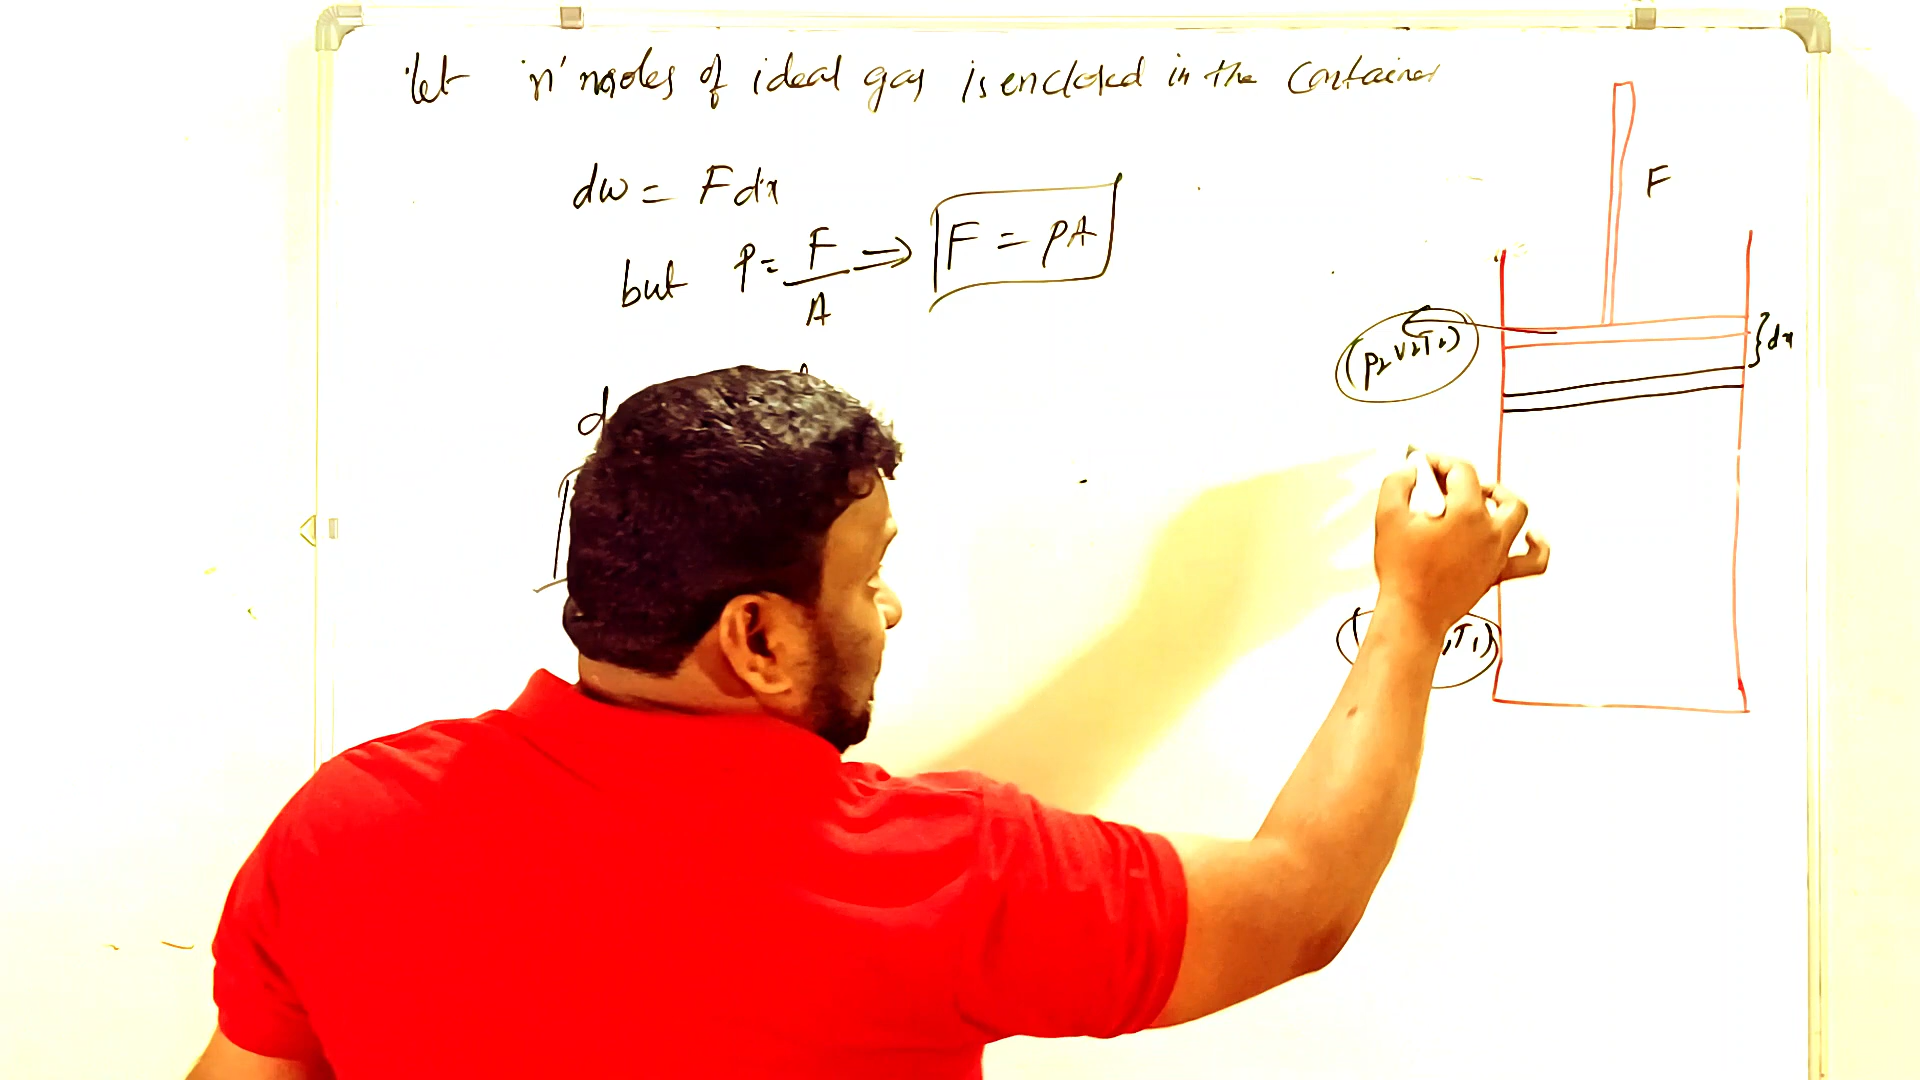 let 'n' moles of ideal gas is enclosed in the container
dw = Fdx
but P = F/A ⇒ F = PA
F
dx
(P2 V2 T2)
d
, T1)